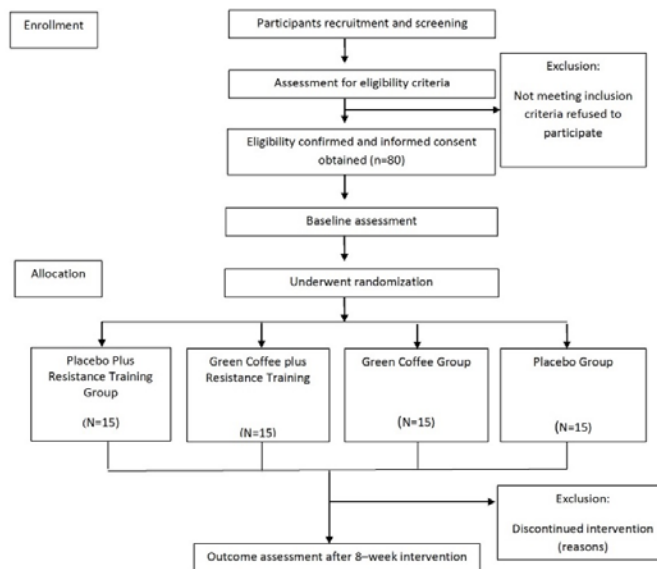 Enrollment
Participants recruitment and screening
Assessment for eligibility criteria
Exclusion:
Not meeting inclusion
criteria refused to
participate
Eligibility confirmed and informed consent
obtained (n=80)
Baseline assessment
Allocation
Underwent randomization
Placebo Plus
Resistance Training
Group
(N=15)
Green Coffee plus
Resistance Training
(N=15)
Green Coffee Group
(N=15)
Placebo Group
(N=15)
Exclusion:
Discontinued intervention
(reasons)
Outcome assessment after 8–week intervention